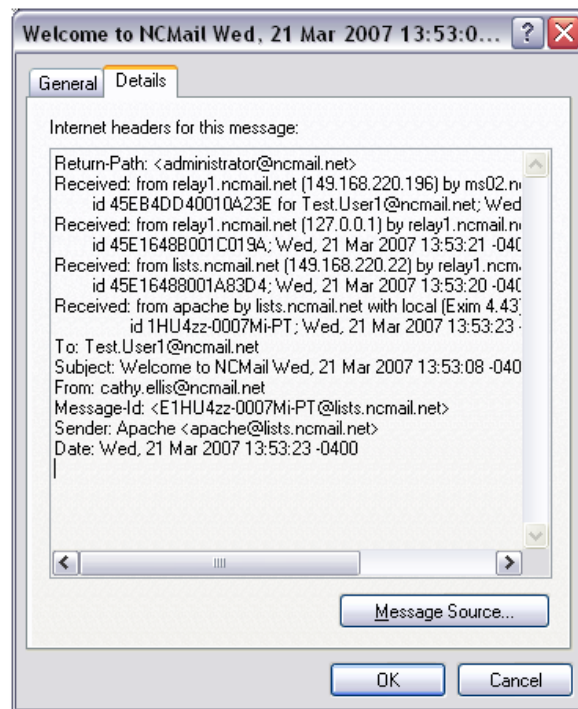 Welcome to NCMail Wed, 21 Mar 2007 13:53:0...
General
Details
Internet headers for this message:
Return-Path: <administrator@ncmail.net>
Received: from relay1.ncmail.net (149.168.220.196) by ms02.n
id 45EB4DD40010A23E for Test.User1@ncmail.net; Wed
Received: from relay1.ncmail.net (127.0.0.1) by relay1.ncmail.n
id 45E1648B001C019A; Wed, 21 Mar 2007 13:53:21 -040
Received: from lists.ncmail.net (149.168.220.22) by relay1.ncm
id 45E16488001A83D4; Wed, 21 Mar 2007 13:53:20 -040
Received: from apache by lists.ncmail.net with local (Exim 4.43)
id 1HU4zz-0007Mi-PT; Wed, 21 Mar 2007 13:53:23 -
To: Test.User1@ncmail.net
Subject: Welcome to NCMail Wed, 21 Mar 2007 13:53:08 -040
From: cathy.ellis@ncmail.net
Message-Id: <E1HU4zz-0007Mi-PT@lists.ncmail.net>
Sender: Apache <apache@lists.ncmail.net>
Date: Wed, 21 Mar 2007 13:53:23 -0400
Message Source...
OK
Cancel